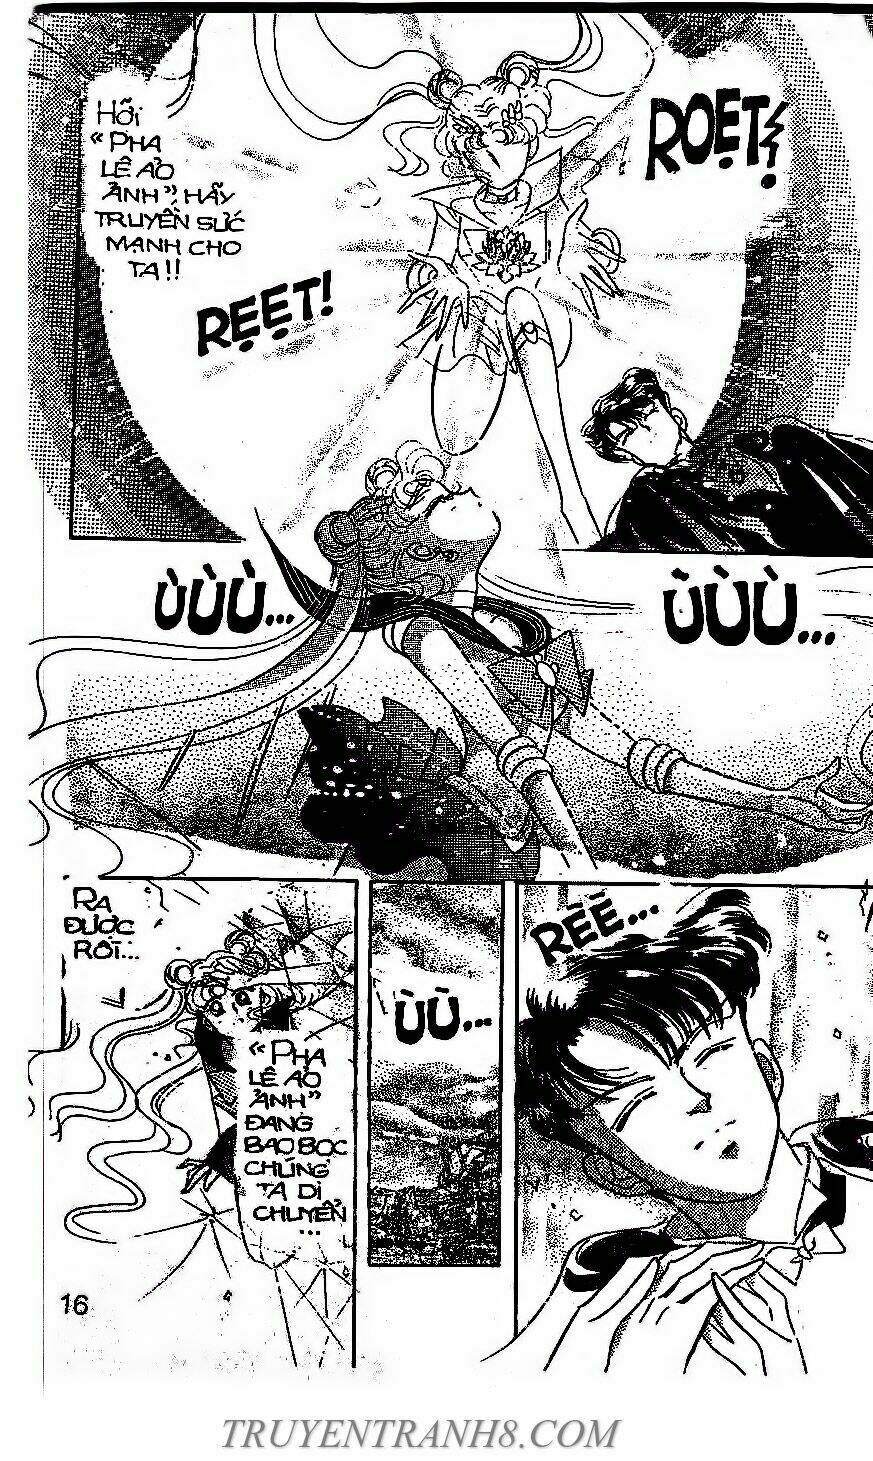 HỠI
"PHA
LÊ ẢO
ẢNH", HÃY
TRUYỀN SỨC
MẠNH CHO
TA!!
ROẸT!
RẸẸT!
ÙÙÙ...
ÙÙÙ...
RA
ĐƯỢC
RỒI...
"PHA
LÊ ẢO
ẢNH"
ĐANG
BAO BỌC
CHÚNG
TA DI
CHUYỂN
...
ÙÙ...
RÊÊ...
16
TRUYENTRANH8.COM